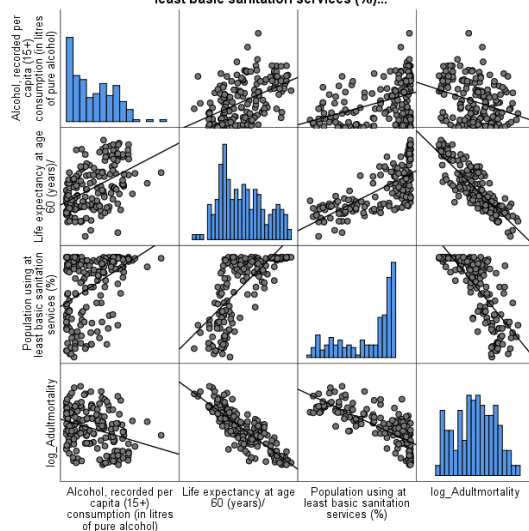 least basic sanitation services (%)...
Alcohol, recorded per
capita (15+)
consumption (in litres
of pure alcohol)
Life expectancy at age
60 (years)/
Population using at
least basic sanitation
services (%)
log_Adultmortality
Alcohol, recorded per
capita (15+)
consumption (in litres
of pure alcohol)
Life expectancy at age
60 (years)/
Population using at
least basic sanitation
services (%)
log_Adultmortality